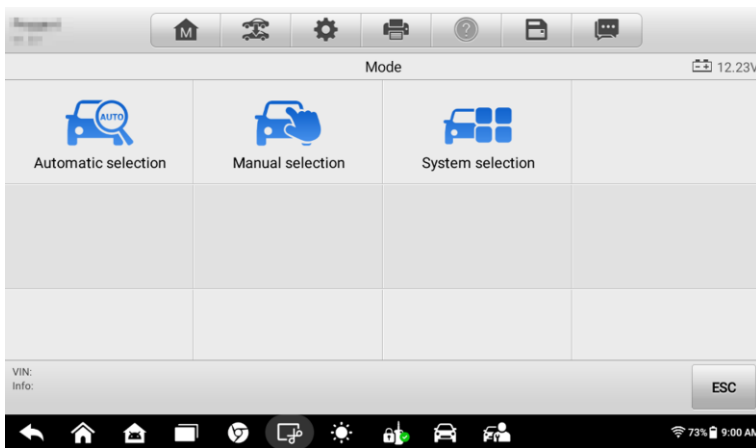 M
Mode
12.23V
AUTO
Automatic selection
Manual selection
System selection
VIN:
Info:
ESC
73% 9:00 AM